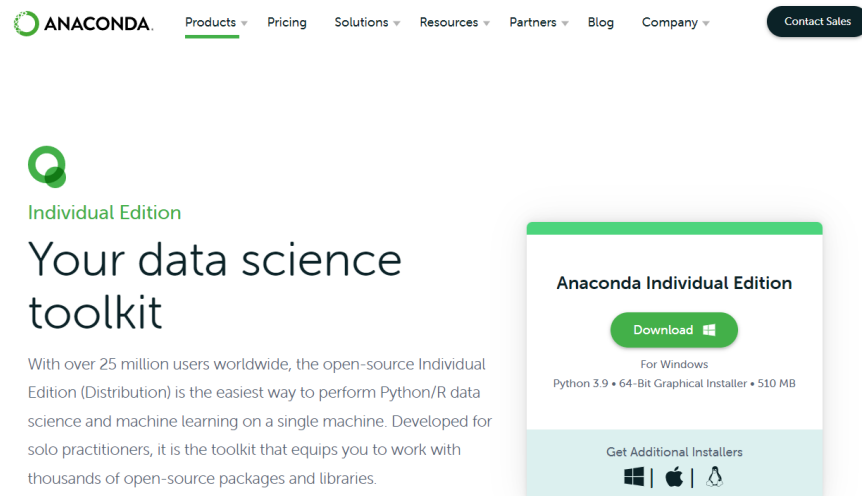 ANACONDA.
Products Pricing Solutions Resources Partners Blog Company Contact Sales
Individual Edition
Your data science
toolkit
With over 25 million users worldwide, the open-source Individual
Edition (Distribution) is the easiest way to perform Python/R data
science and machine learning on a single machine. Developed for
solo practitioners, it is the toolkit that equips you to work with
thousands of open-source packages and libraries.
Anaconda Individual Edition
Download
For Windows
Python 3.9 • 64-Bit Graphical Installer • 510 MB
Get Additional Installers